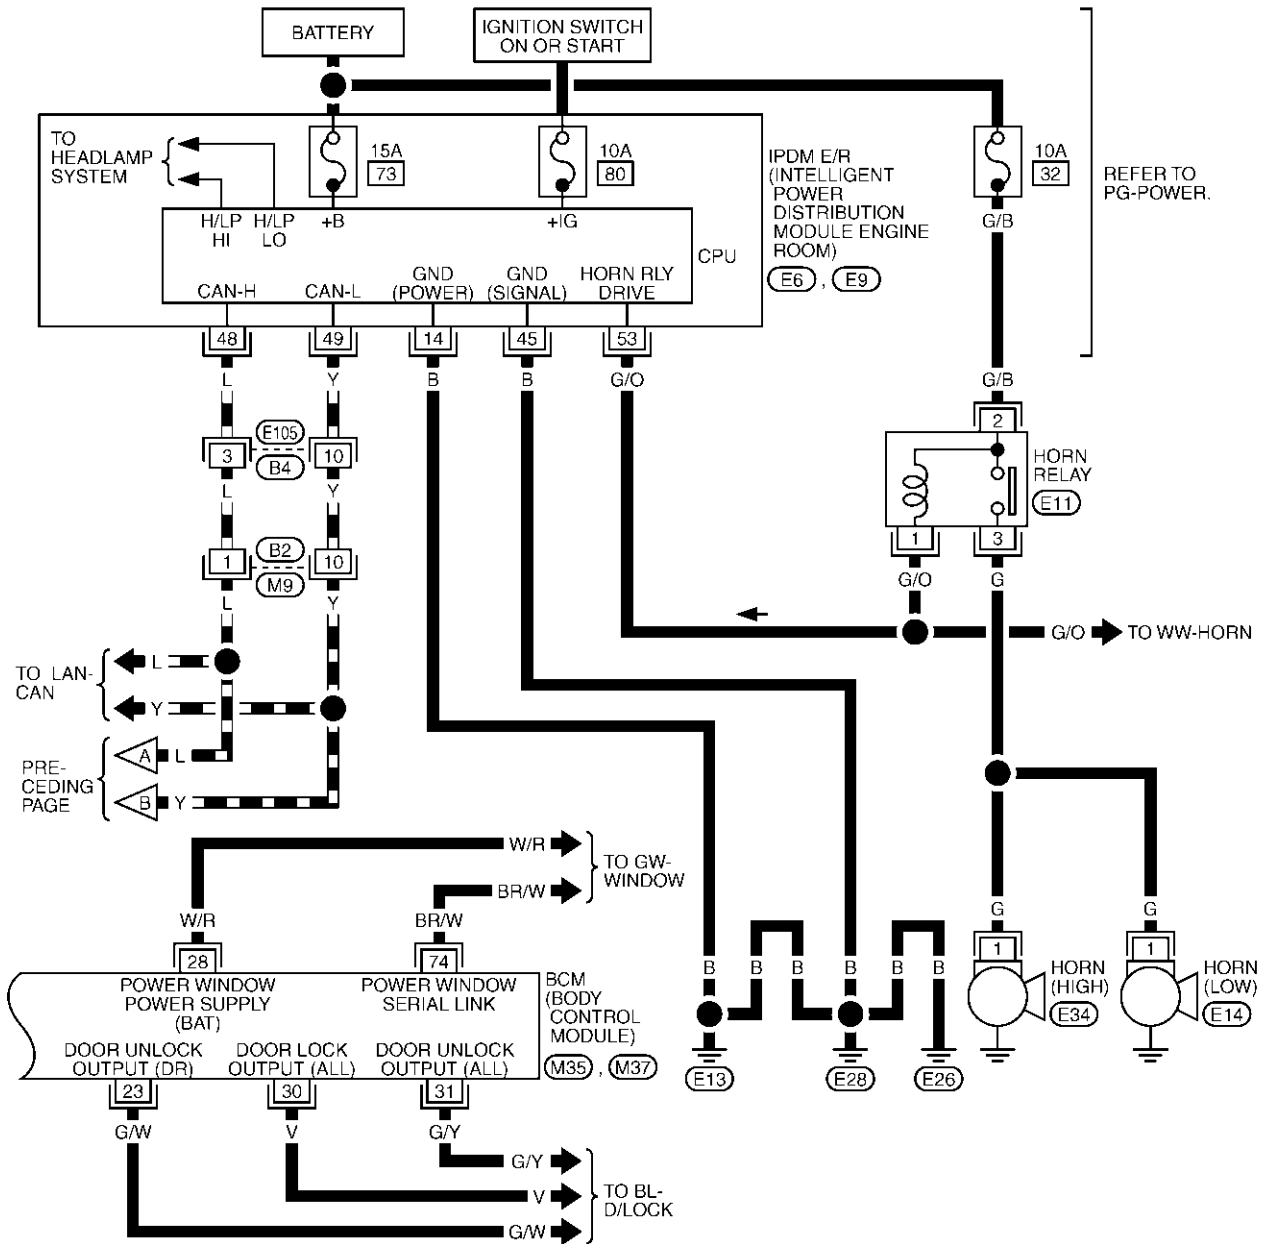 BATTERY
IGNITION SWITCH
ON OR START
TO
HEADLAMP
SYSTEM
15A
73
10A
80
10A
32
IPDM E/R
(INTELLIGENT
POWER
DISTRIBUTION
MODULE ENGINE
ROOM)
E6 , E9
REFER TO
PG-POWER.
H/LP
HI
H/LP
LO
+B
+IG
G/B
CPU
CAN-H
CAN-L
GND
(POWER)
GND
(SIGNAL)
HORN RLY
DRIVE
48
49
14
45
53
L
Y
B
B
G/O
G/B
2
3
E105
B4
10
HORN
RELAY
E11
L
Y
1
B2
M9
10
1
3
L
Y
G/O
G
G/O
TO WW-HORN
TO LAN-
CAN
L
Y
PRE-
CEDING
PAGE
A
L
B
Y
W/R
BR/W
TO GW-
WINDOW
W/R
BR/W
G
G
28
74
1
1
B
B
B
B
B
B
POWER WINDOW
POWER SUPPLY
(BAT)
POWER WINDOW
SERIAL LINK
BCM
(BODY
CONTROL
MODULE)
M35 , M37
HORN
(HIGH)
E34
HORN
(LOW)
E14
DOOR UNLOCK
OUTPUT (DR)
DOOR LOCK
OUTPUT (ALL)
DOOR UNLOCK
OUTPUT (ALL)
E13
E28
E26
23
30
31
G/W
V
G/Y
G/Y
V
G/W
TO BL-
D/LOCK